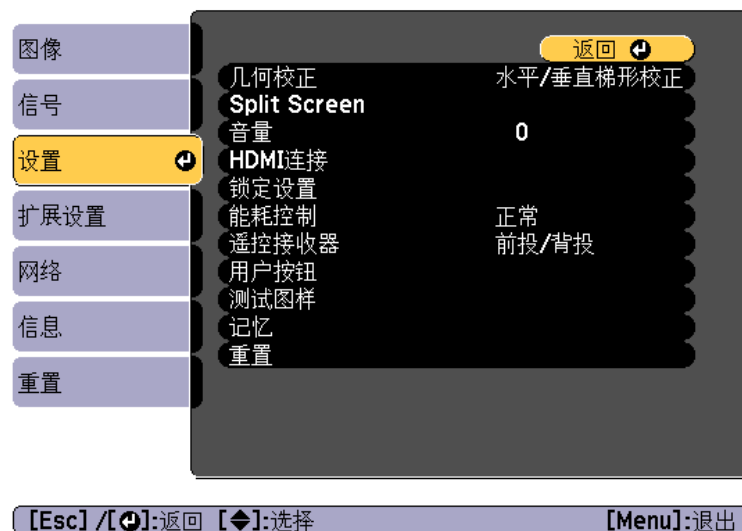 图像
信号
设置
扩展设置
网络
信息
重置
返回
几何校正 水平/垂直梯形校正
Split Screen
音量 0
HDMI连接
锁定设置
能耗控制 正常
遥控接收器 前投/背投
用户按钮
测试图样
记忆
重置
[Esc] /[]:返回 []:选择 [Menu]:退出